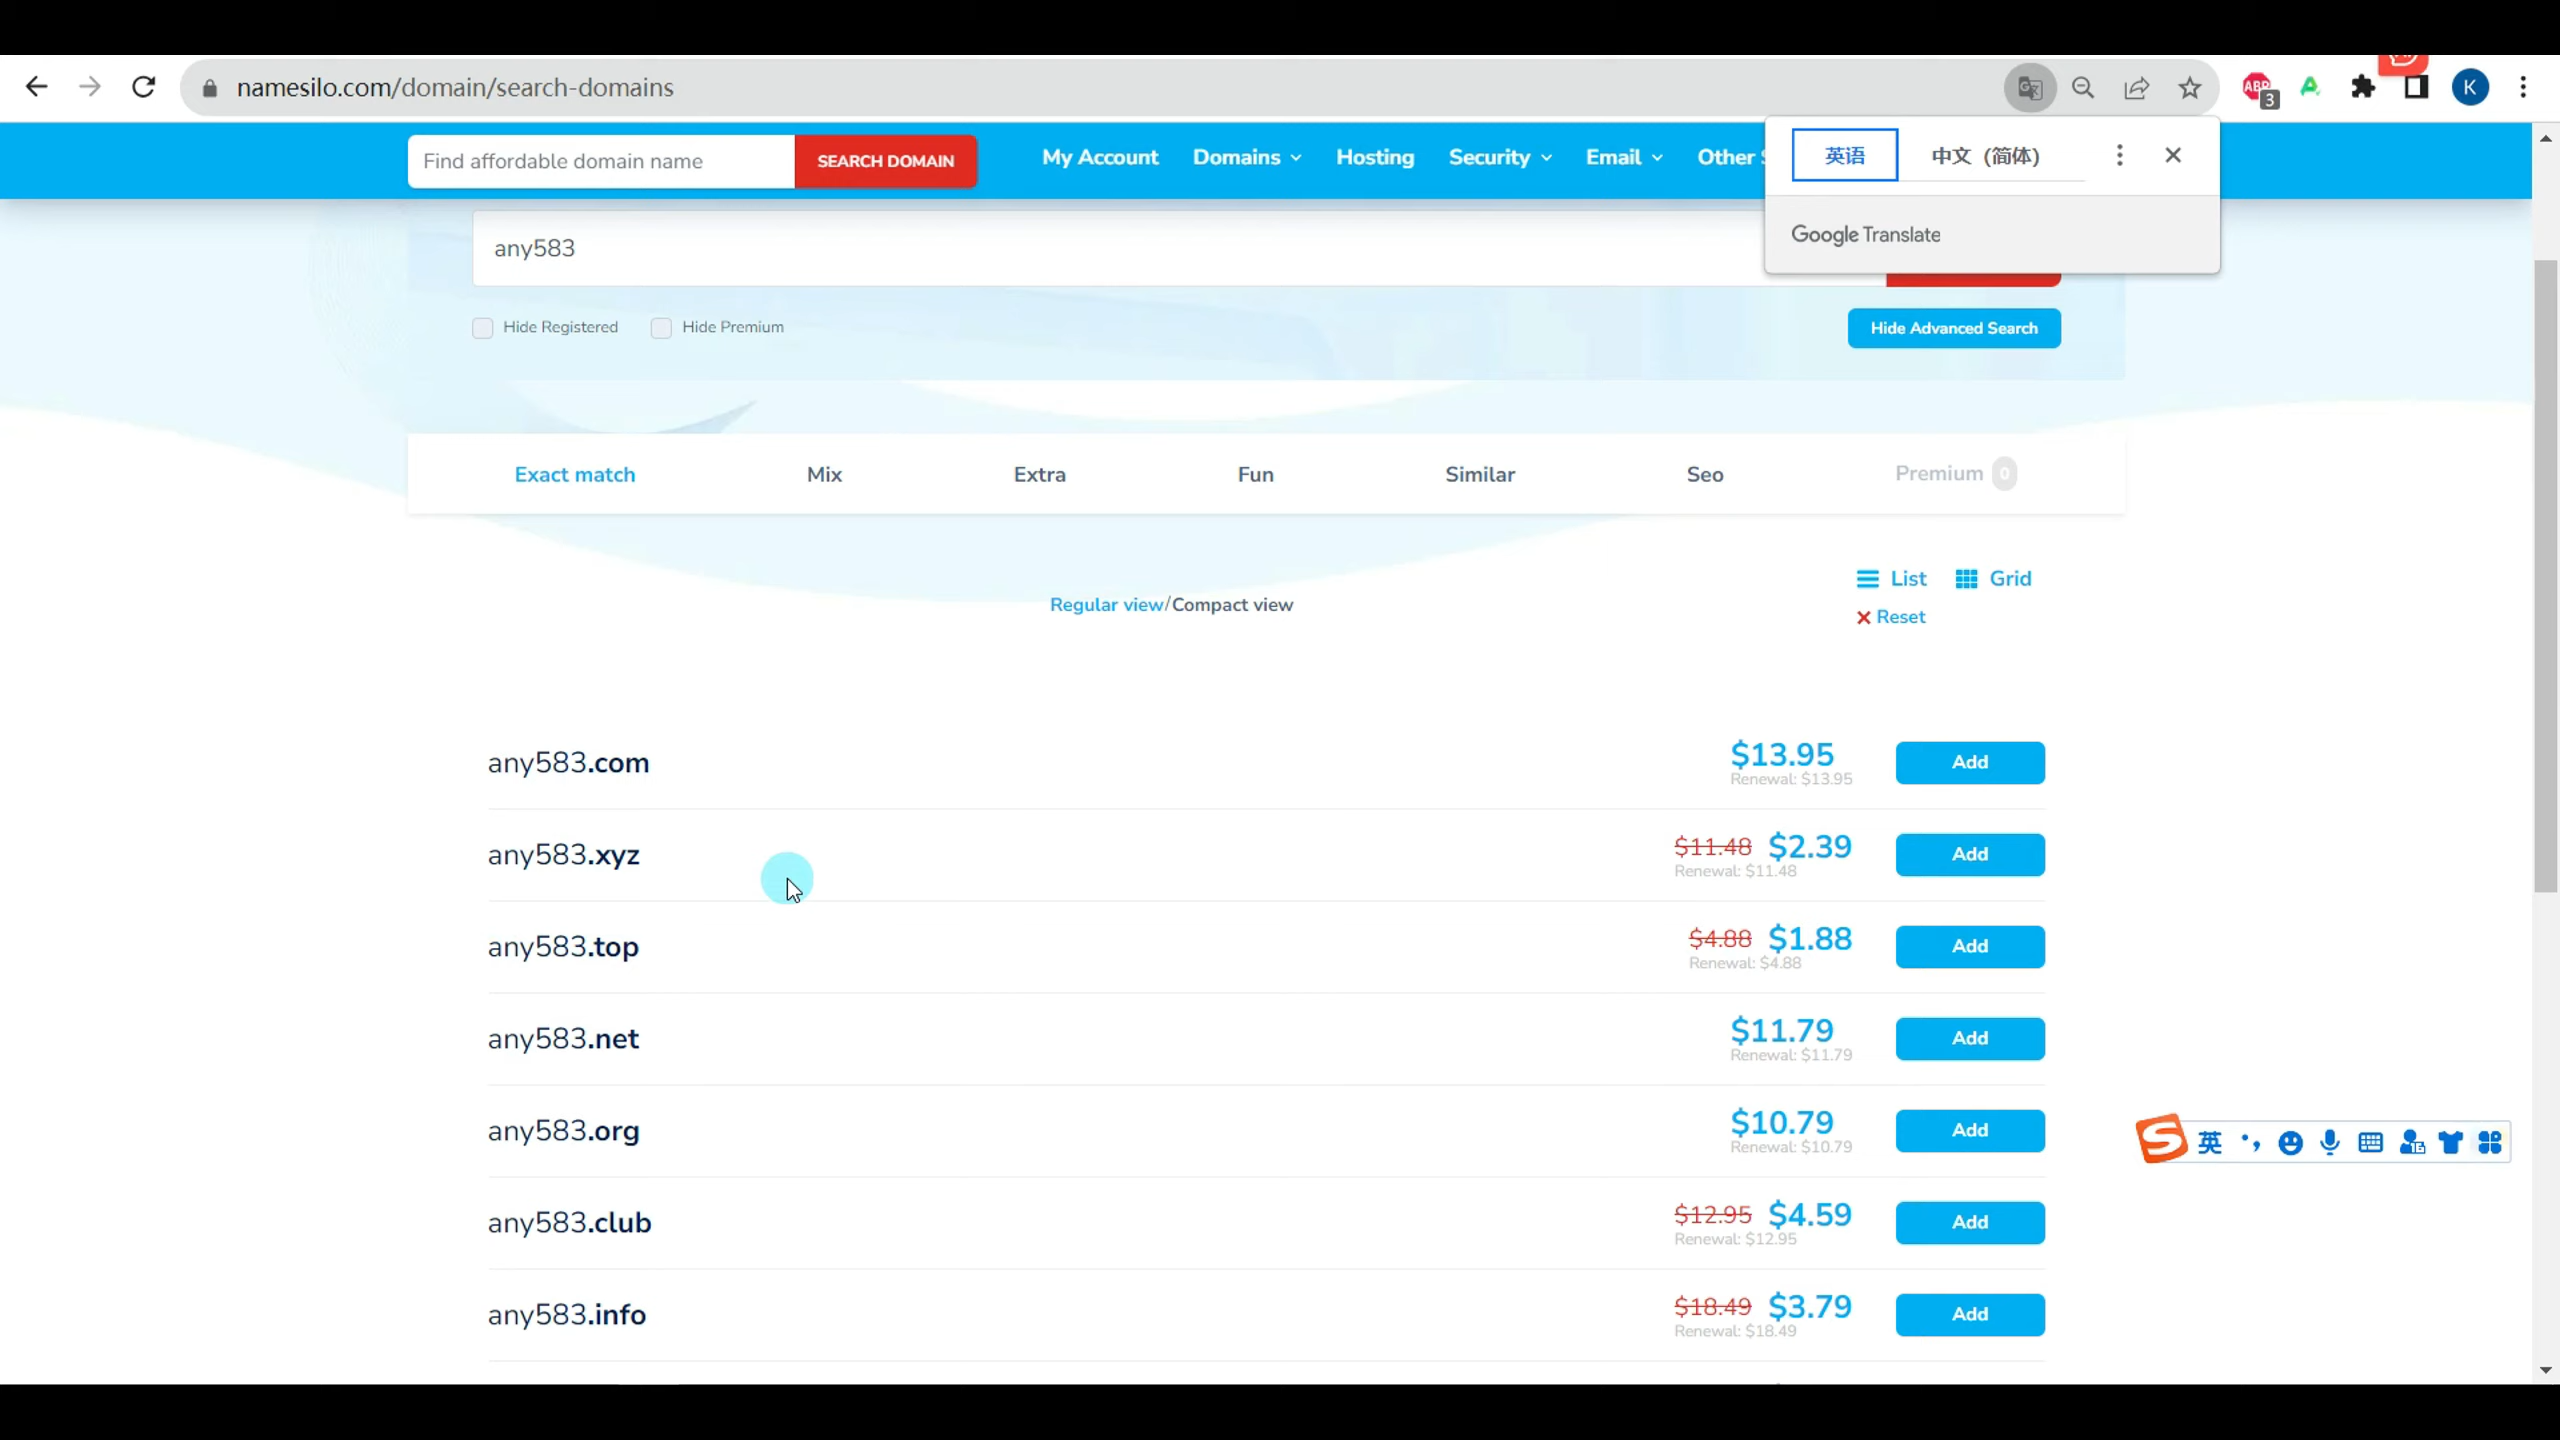 namesilo.com/domain/search-domains
ABP
3
K
Find affordable domain name
SEARCH DOMAIN
My Account
Domains
Hosting
Security
Email
Other
英语
中文（简体）
Google Translate
any583
Hide Registered
Hide Premium
Hide Advanced Search
Exact match
Mix
Extra
Fun
Similar
Seo
Premium 0
List
Grid
Regular view/Compact view
Reset
any583.com
$13.95
Renewal: $13.95
Add
any583.xyz
$11.48 $2.39
Renewal: $11.48
Add
any583.top
$4.88 $1.88
Renewal: $4.88
Add
any583.net
$11.79
Renewal: $11.79
Add
any583.org
$10.79
Renewal: $10.79
Add
英
any583.club
$12.95 $4.59
Renewal: $12.95
Add
any583.info
$18.49 $3.79
Renewal: $18.49
Add